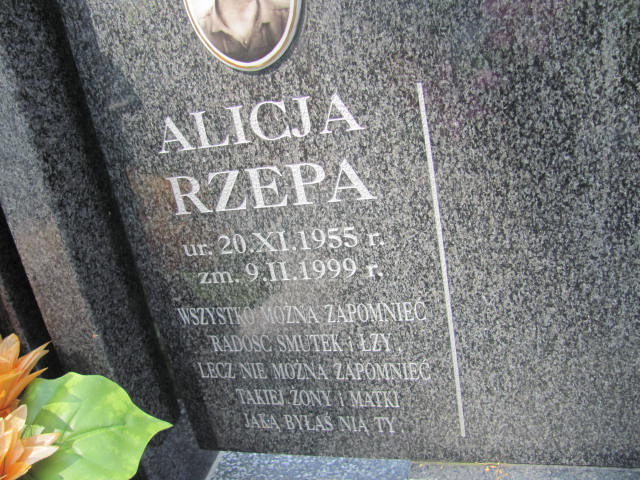 ALICJA
RZEPA
ur. 20.XI.1955 r.
zm. 9.II.1999 r.
WSZYSTKO MOŻNA ZAPOMNIEĆ
RADOŚĆ SMUTEK i ŁZY
LECZ NIE MOŻNA ZAPOMNIEĆ
TAKIEJ ŻONY i MATKI
JAKĄ BYŁAŚ NIĄ TY